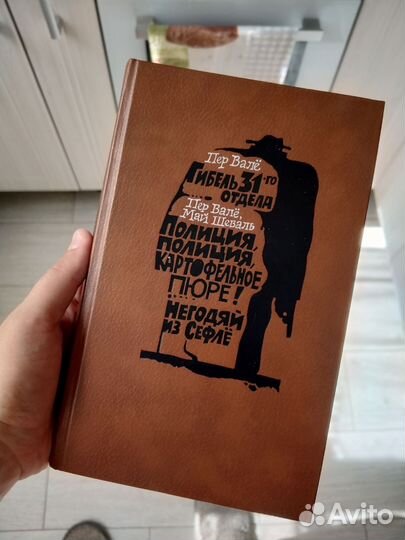 Пер Валё
Гибель 31-го
отдела
Пер Валё,
Май Шеваль
Полиция,
полиция,
картофельное
пюре!
Негодяй
из Сефлё
Avito